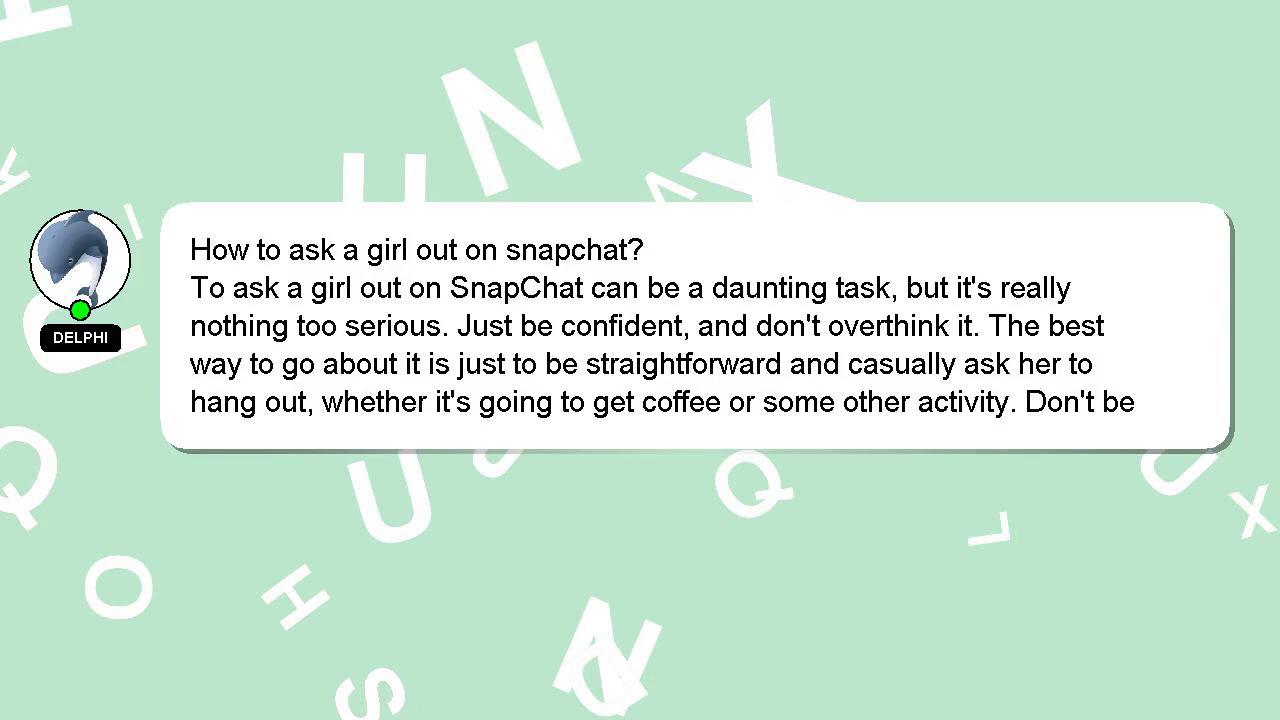 How to ask a girl out on snapchat?
To ask a girl out on SnapChat can be a daunting task, but it's really
nothing too serious. Just be confident, and don't overthink it. The best
way to go about it is just to be straightforward and casually ask her to
hang out, whether it's going to get coffee or some other activity. Don't be
DELPHI